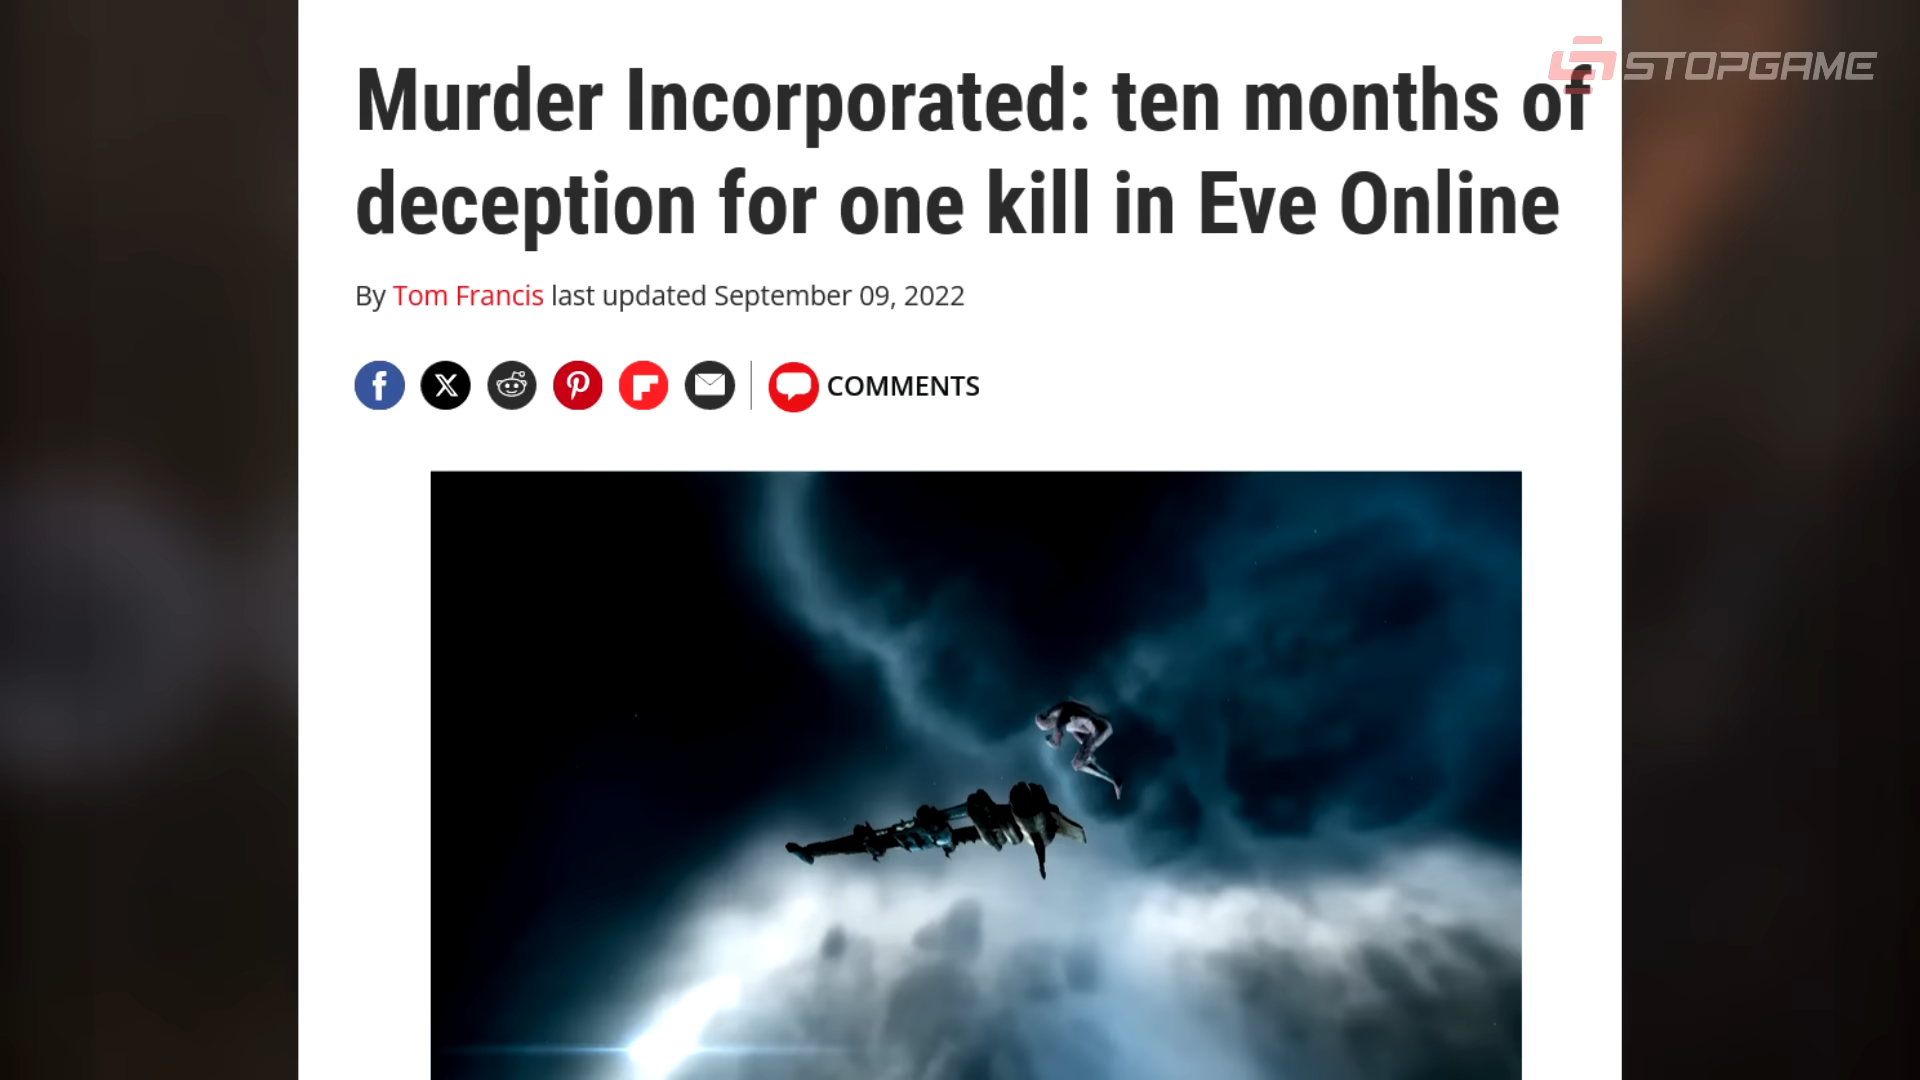 STOPGAME
Murder Incorporated: ten months of
deception for one kill in Eve Online
By Tom Francis last updated September 09, 2022
COMMENTS